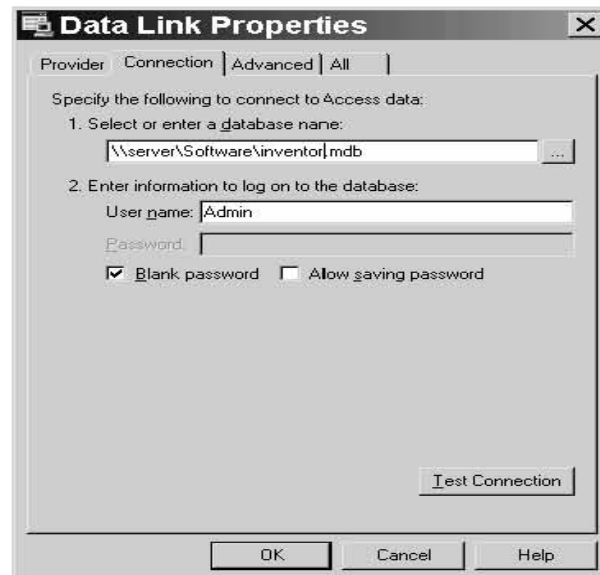 Data Link Properties
Provider Connection Advanced All
Specify the following to connect to Access data:
1. Select or enter a database name:
\\server\Software\inventor.mdb ...
2. Enter information to log on to the database:
User name: Admin
Password:
Blank password Allow saving password
Test Connection
OK Cancel Help